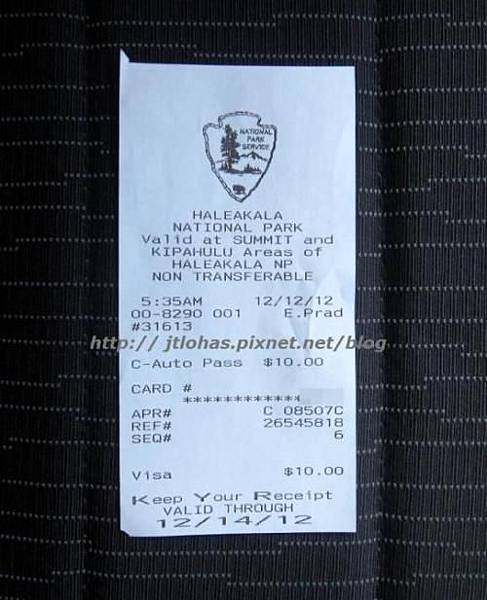 NATIONAL
PARK
SERVICE
HALEAKALA
NATIONAL PARK
Valid at SUMMIT and
KIPAHULU Areas of
HALEAKALA NP
NON TRANSFERABLE
5:35AM 12/12/12
00-8290 001 E.Prad
#31613
http:// jtlohas.pixnet.net/blog
C-Auto Pass $10.00
CARD #
************
APR# C 08507C
REF# 26545818
SEQ# 6
Visa $10.00
Keep Your Receipt
VALID THROUGH
12/14/12